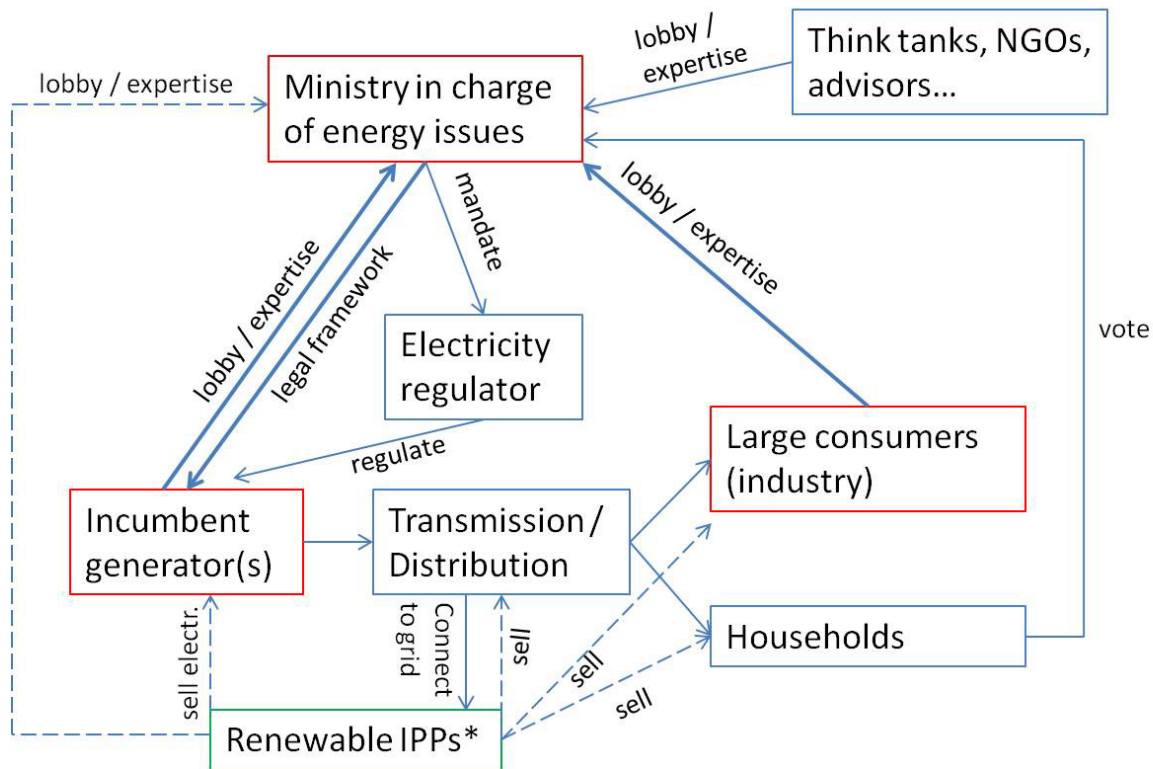 lobby /
expertise
Think tanks, NGOs,
advisors...
lobby / expertise
Ministry in charge
of energy issues
mandate
lobby / expertise
lobby / expertise
legal framework
vote
Electricity
regulator
regulate
Large consumers
(industry)
Incumbent
generator(s)
Transmission /
Distribution
sell electr.
Connect
to grid
sell
sell
sell
Households
Renewable IPPs*